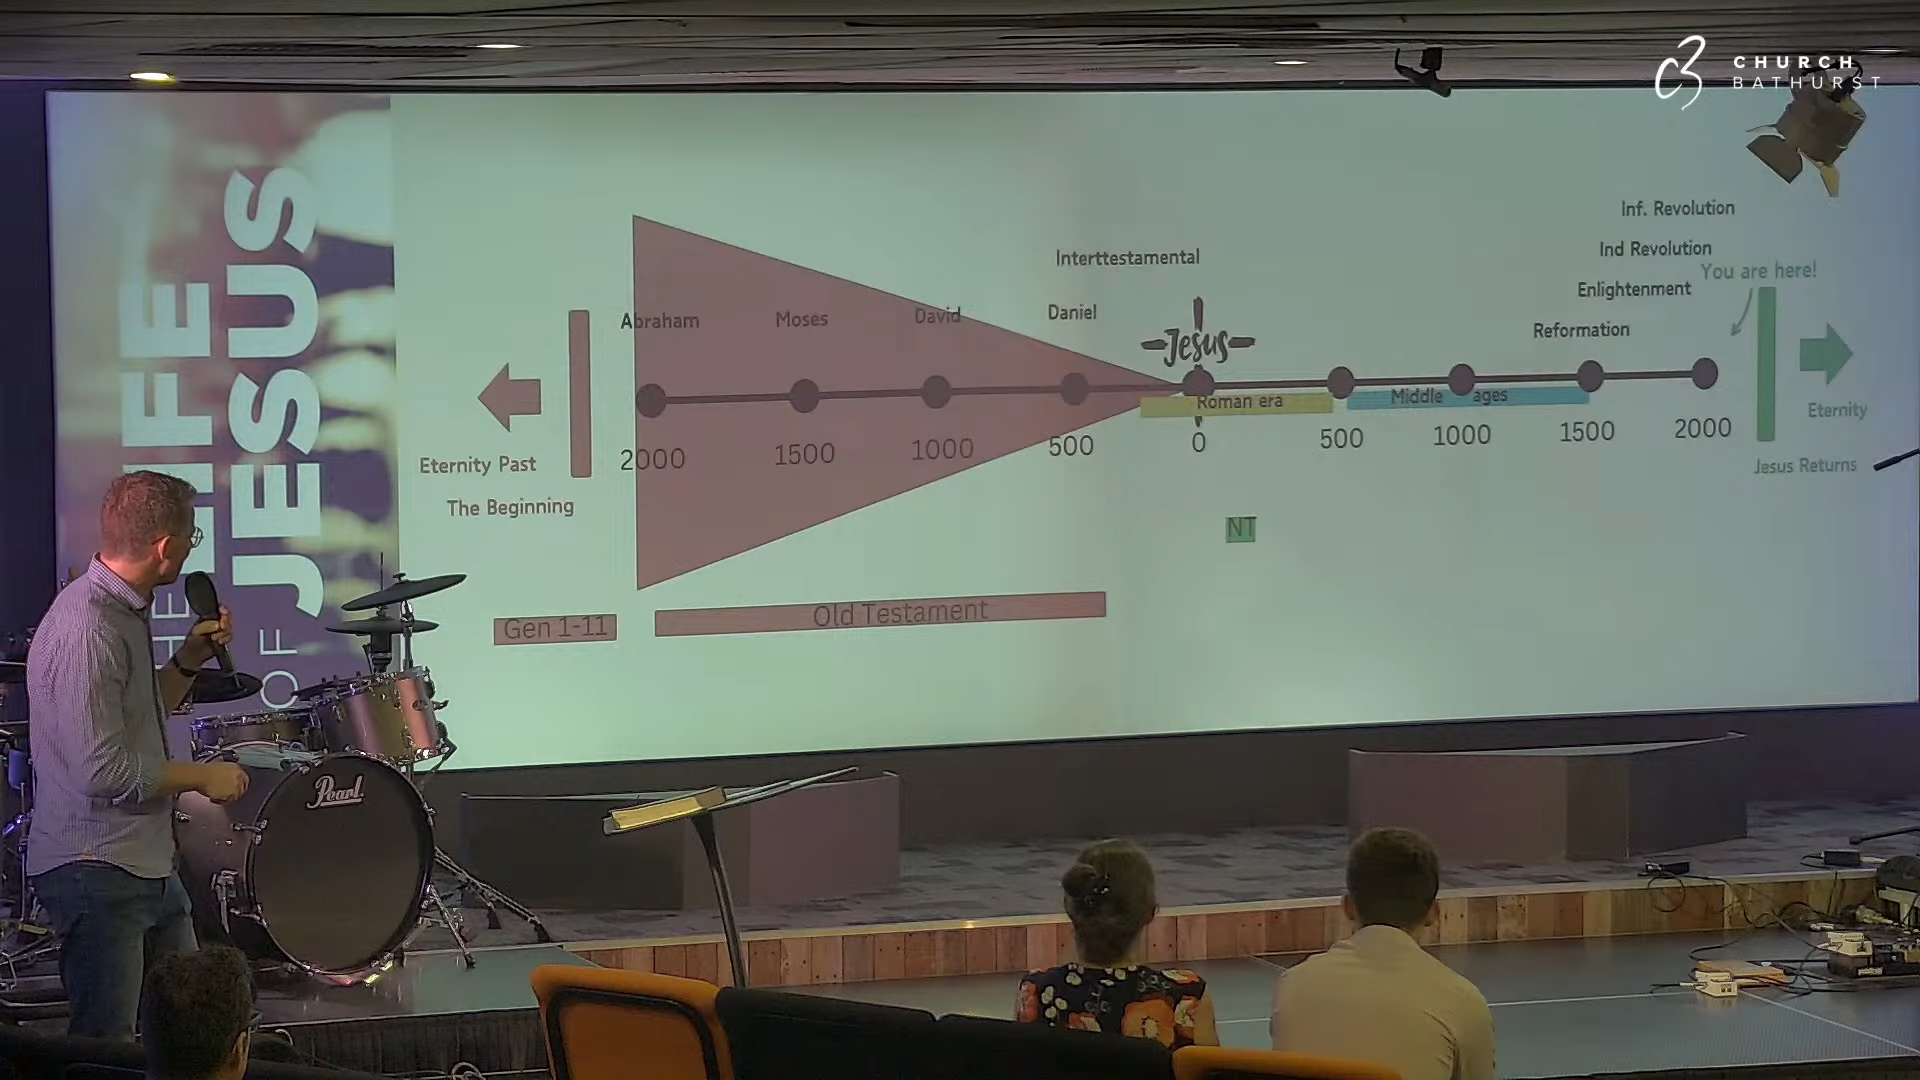 C3 CHURCH
BATHURST
THE LIFE
OF JESUS
Inf. Revolution
Ind Revolution
You are here!
Enlightenment
Reformation
Interttestamental
Daniel
Abraham
Moses
David
Jesus
Roman era
Middle ages
2000
1500
1000
500
0
500
1000
1500
2000
Eternity Past
The Beginning
Eternity
Jesus Returns
NT
Gen 1-11
Old Testament
Pearl